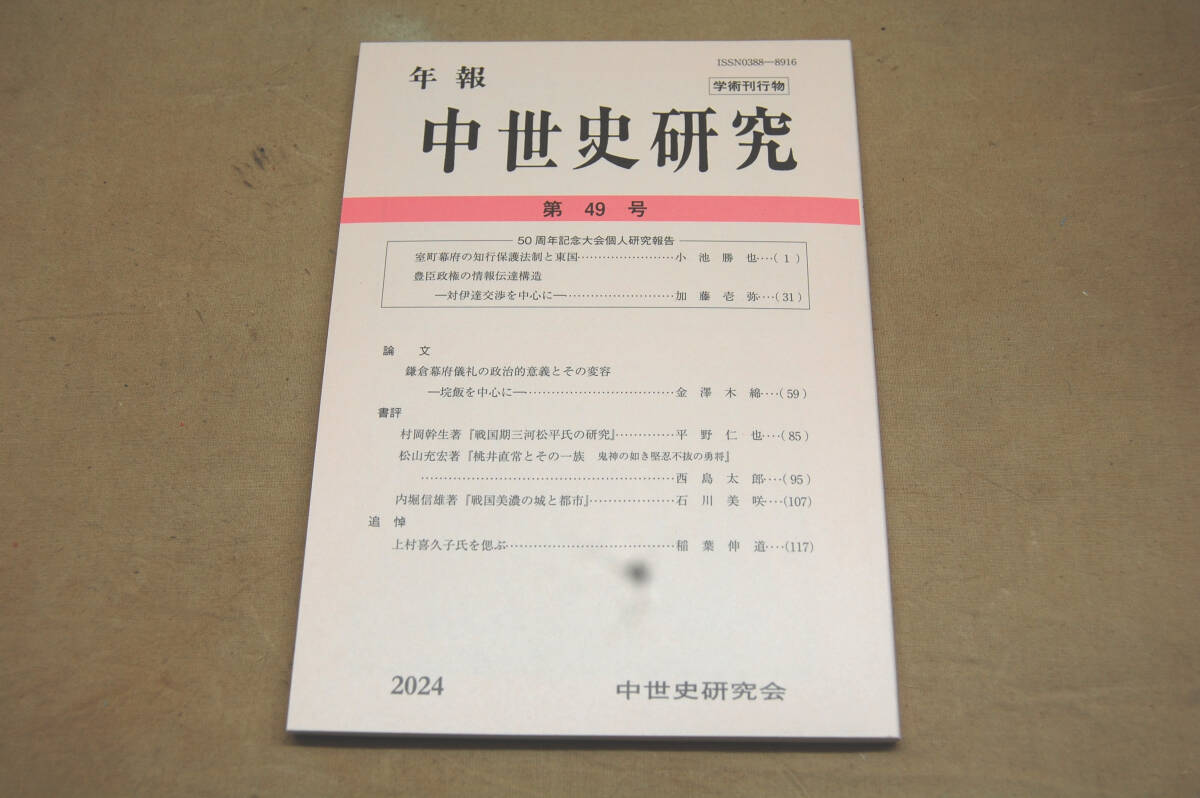 ISSN0388―8916
年報
学術刊行物
中世史研究
第 49 号
50周年記念大会個人研究報告
室町幕府の知行保護法制と東国……………………小 池 勝 也‥‥( 1 )
豊臣政権の情報伝達構造
―対伊達交渉を中心に―………………………加 藤 壱 弥‥‥(31)
論 文
鎌倉幕府儀礼の政治的意義とその変容
―垸飯を中心に―…………………………………金 澤 木 綿‥‥(59)
書評
村岡幹生著『戦国期三河松平氏の研究』…………平 野 仁 也‥‥(85)
松山充宏著『桃井直常とその一族 鬼神の如き堅忍不抜の勇将』
………………………………………………………西 島 太 郎‥‥(95)
内堀信雄著『戦国美濃の城と都市』………………石 川 美 咲‥‥(107)
追 悼
上村喜久子氏を偲ぶ…………………………………稲 葉 伸 道‥‥(117)
2024
中世史研究会